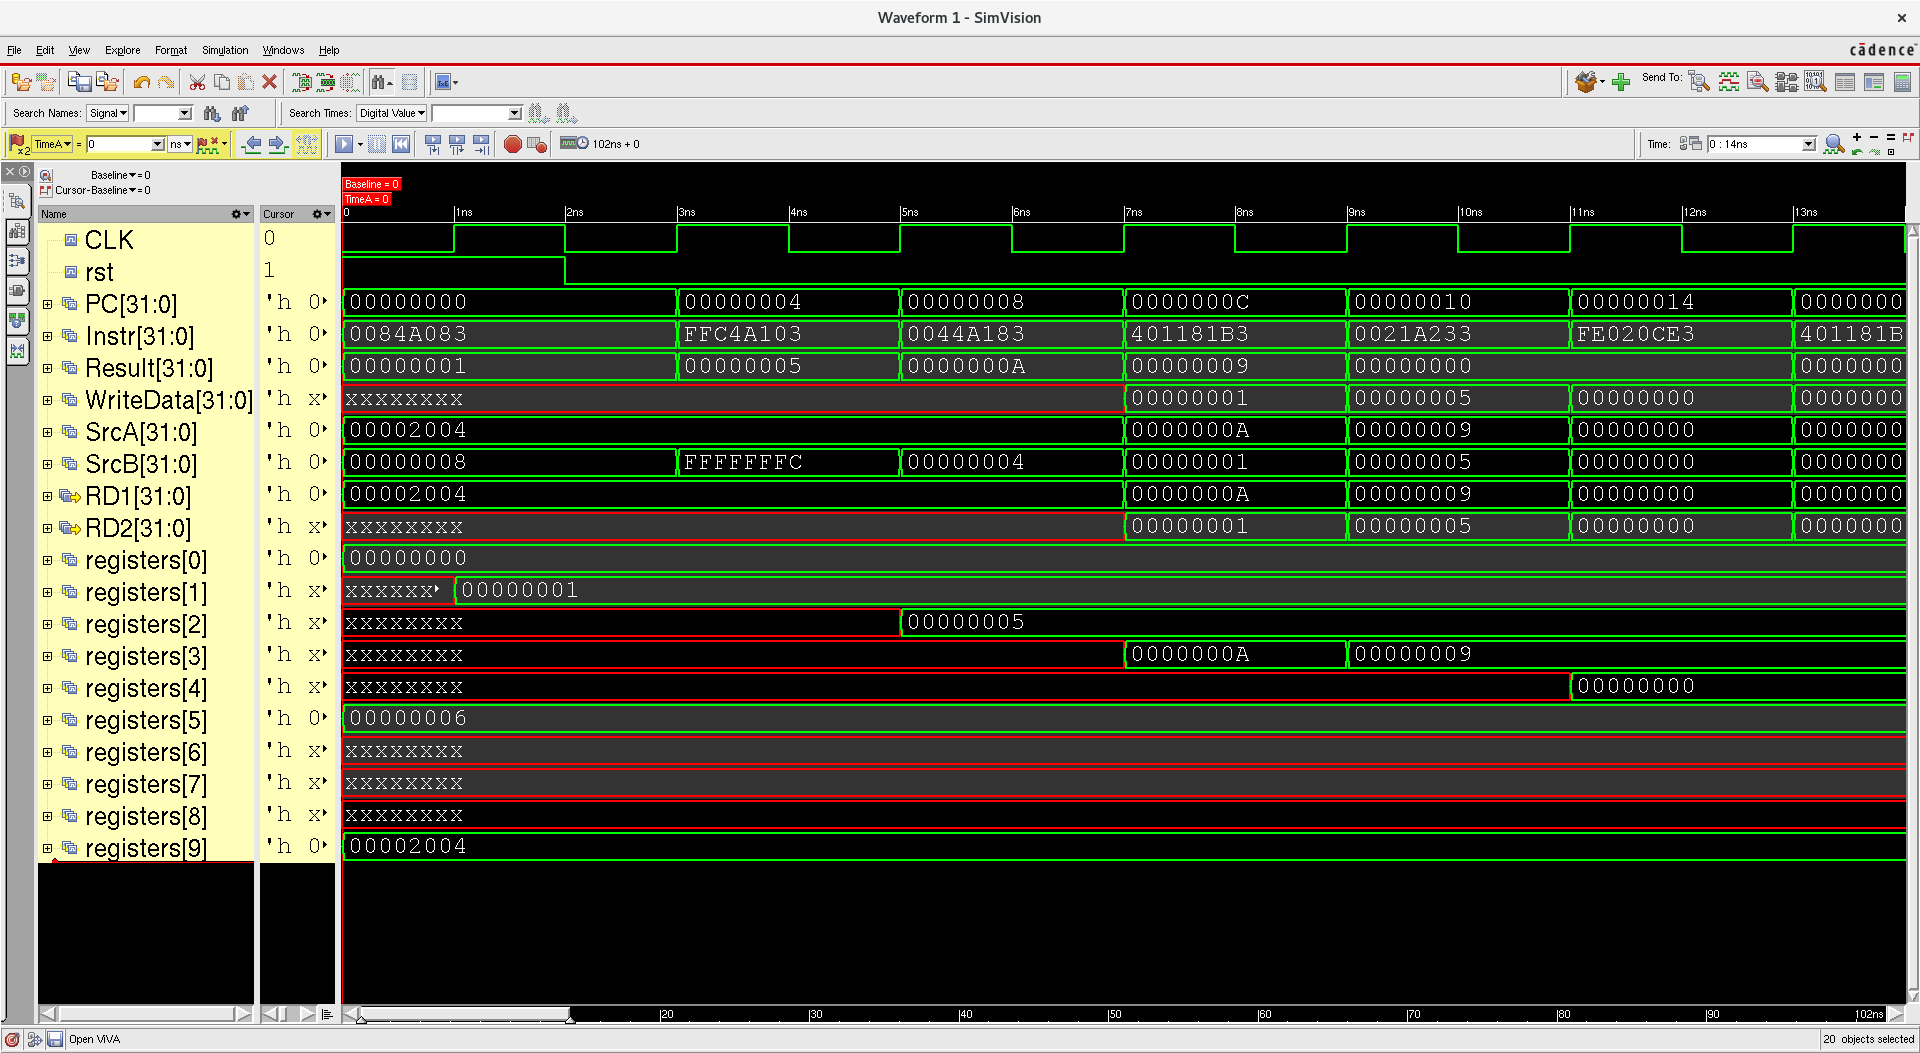 Waveform 1 - SimVision
File Edit View Explore Format Simulation Windows Help
cādence
Send To:
Search Names: Signal Search Times: Digital Value
x2 TimeA = 0 ns 102ns + 0 Time: 0 : 14ns
Baseline = 0
Cursor-Baseline = 0
Baseline = 0
TimeA = 0
Name Cursor 0 1ns 2ns 3ns 4ns 5ns 6ns 7ns 8ns 9ns 10ns 11ns 12ns 13ns
CLK 0
rst 1
PC[31:0] 'h 0 00000000 00000004 00000008 0000000C 00000010 00000014 0000000
Instr[31:0] 'h 0 0084A083 FFC4A103 0044A183 401181B3 0021A233 FE020CE3 401181B
Result[31:0] 'h 0 00000001 00000005 0000000A 00000009 00000000 0000000
WriteData[31:0] 'h x xxxxxxxx 00000001 00000005 00000000 0000000
SrcA[31:0] 'h 0 00002004 0000000A 00000009 00000000 0000000
SrcB[31:0] 'h 0 00000008 FFFFFFFC 00000004 00000001 00000005 00000000 0000000
RD1[31:0] 'h 0 00002004 0000000A 00000009 00000000 0000000
RD2[31:0] 'h x xxxxxxxx 00000001 00000005 00000000 0000000
registers[0] 'h 0 00000000
registers[1] 'h x xxxxxx 00000001
registers[2] 'h x xxxxxxxx 00000005
registers[3] 'h x xxxxxxxx 0000000A 00000009
registers[4] 'h x xxxxxxxx 00000000
registers[5] 'h 0 00000006
registers[6] 'h x xxxxxxxx
registers[7] 'h x xxxxxxxx
registers[8] 'h x xxxxxxxx
registers[9] 'h 0 00002004
20 30 40 50 60 70 80 90 102ns
Open ViVA 20 objects selected